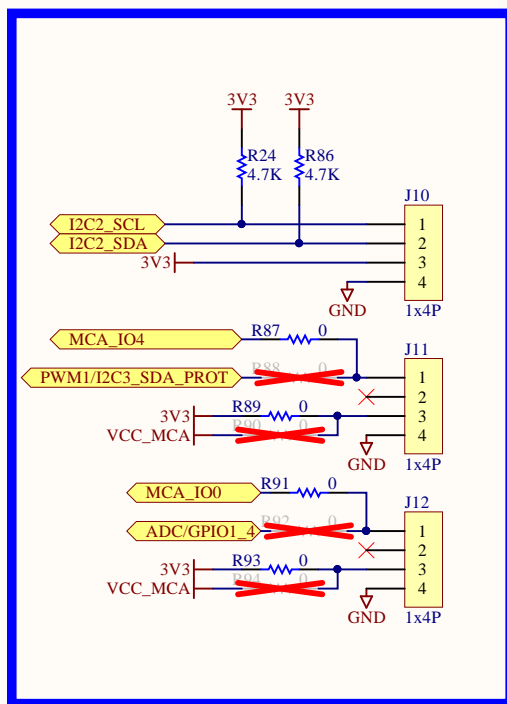 3V3 3V3
R24 R86
4.7K 4.7K
J10
I2C2_SCL 1
I2C2_SDA 2
3V3 3
4
GND 1x4P
R87 0
MCA_IO4
J11
R88 0
PWM1/I2C3_SDA_PROT 1
2
R89 0
3V3 3
R90 0
VCC_MCA 4
GND 1x4P
R91 0
MCA_IO0
J12
R92 0
ADC/GPIO1_4 1
2
R93 0
3V3 3
R94 0
VCC_MCA 4
GND 1x4P